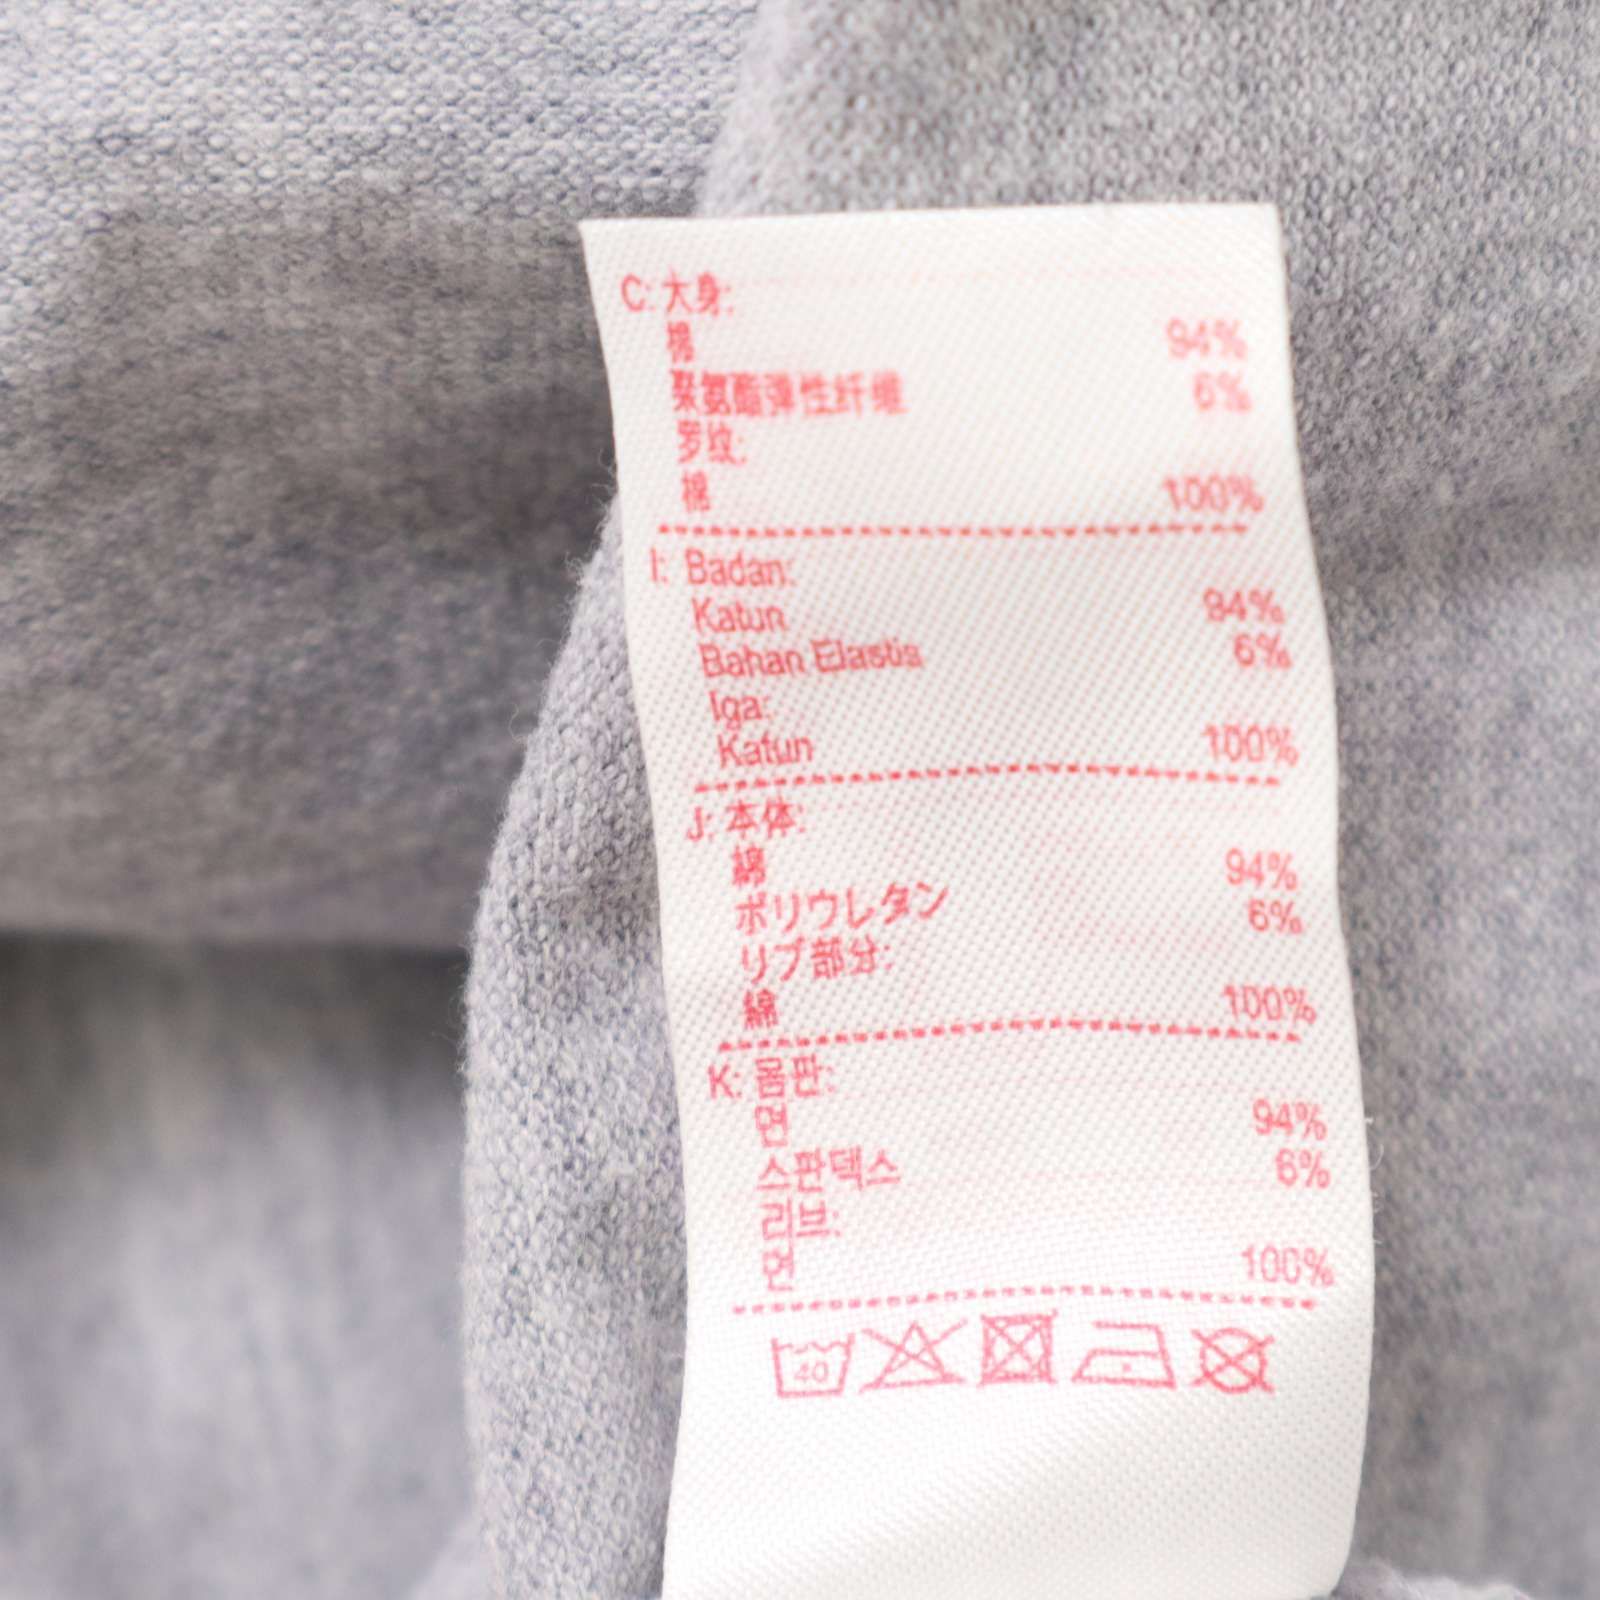 C: 大身:
棉 94%
聚氨酯弹性纤维 6%
罗纹:
棉 100%
I: Badan:
Katun 94%
Bahan Elastis 6%
Iga:
Katun 100%
J: 本体:
綿 94%
ポリウレタン 6%
リブ部分:
綿 100%
K: 몸판:
면 94%
스판덱스 6%
리브:
면 100%
40